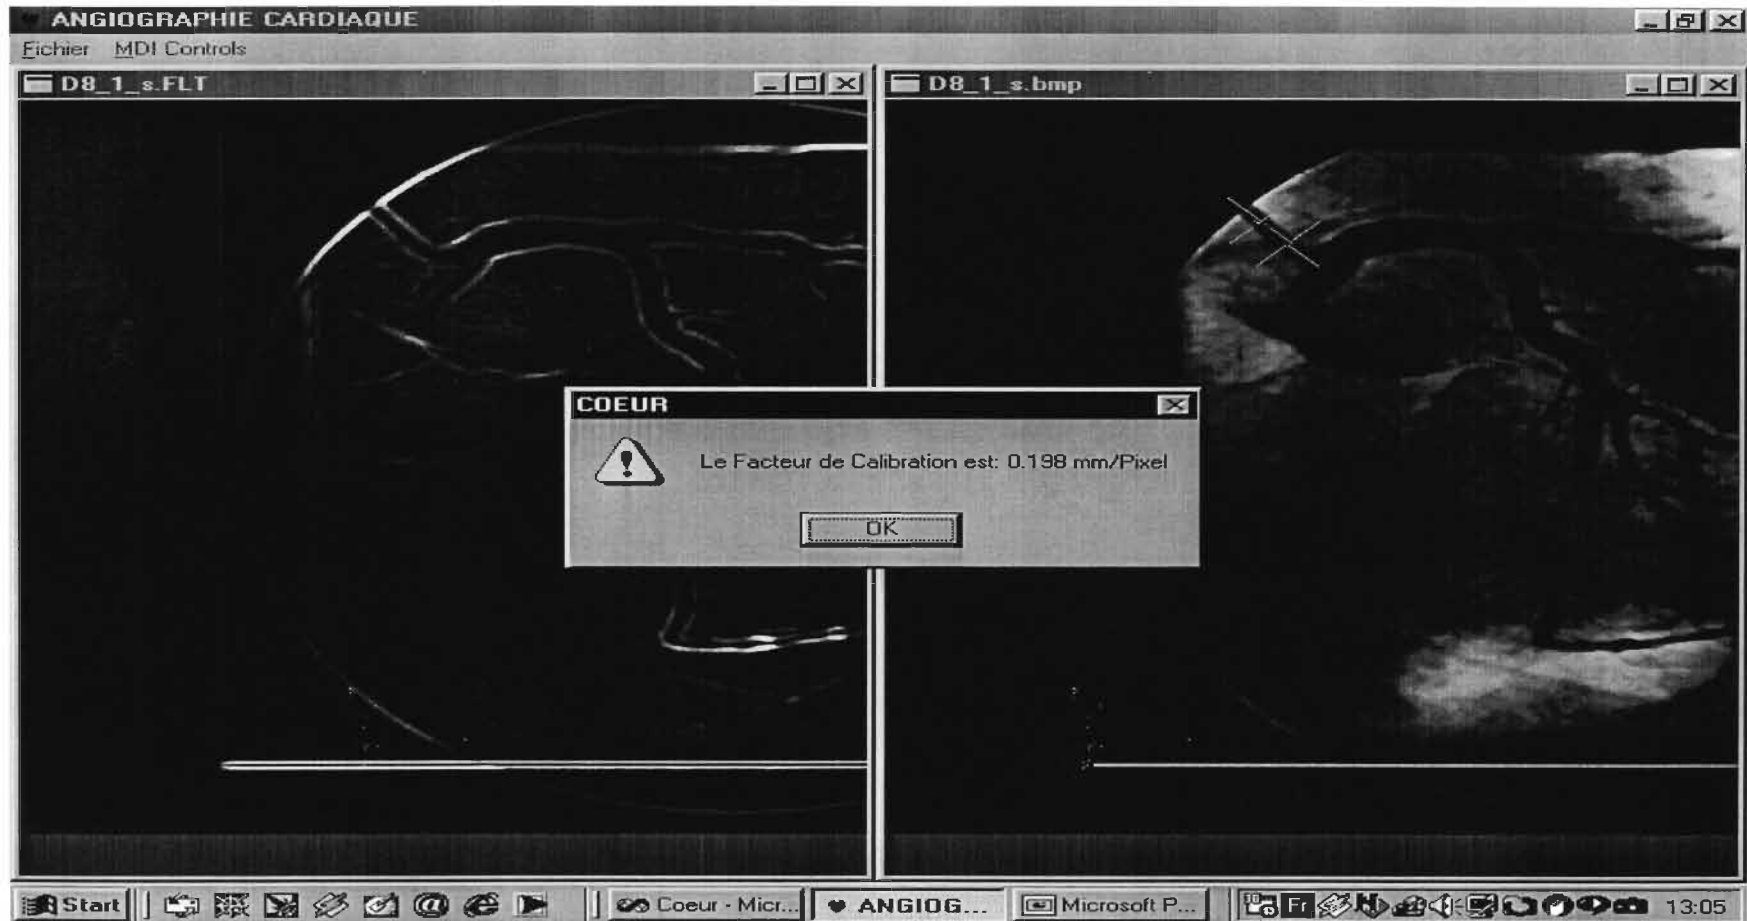 ANGIOGRAPHIE CARDIAQUE
Fichier MDI Controls
D8_1_s.FLT
D8_1_s.bmp
COEUR
Le Facteur de Calibration est: 0.198 mm/Pixel
OK
Start
Coeur - Micr...
ANGIOG...
Microsoft P...
Fr
13:05